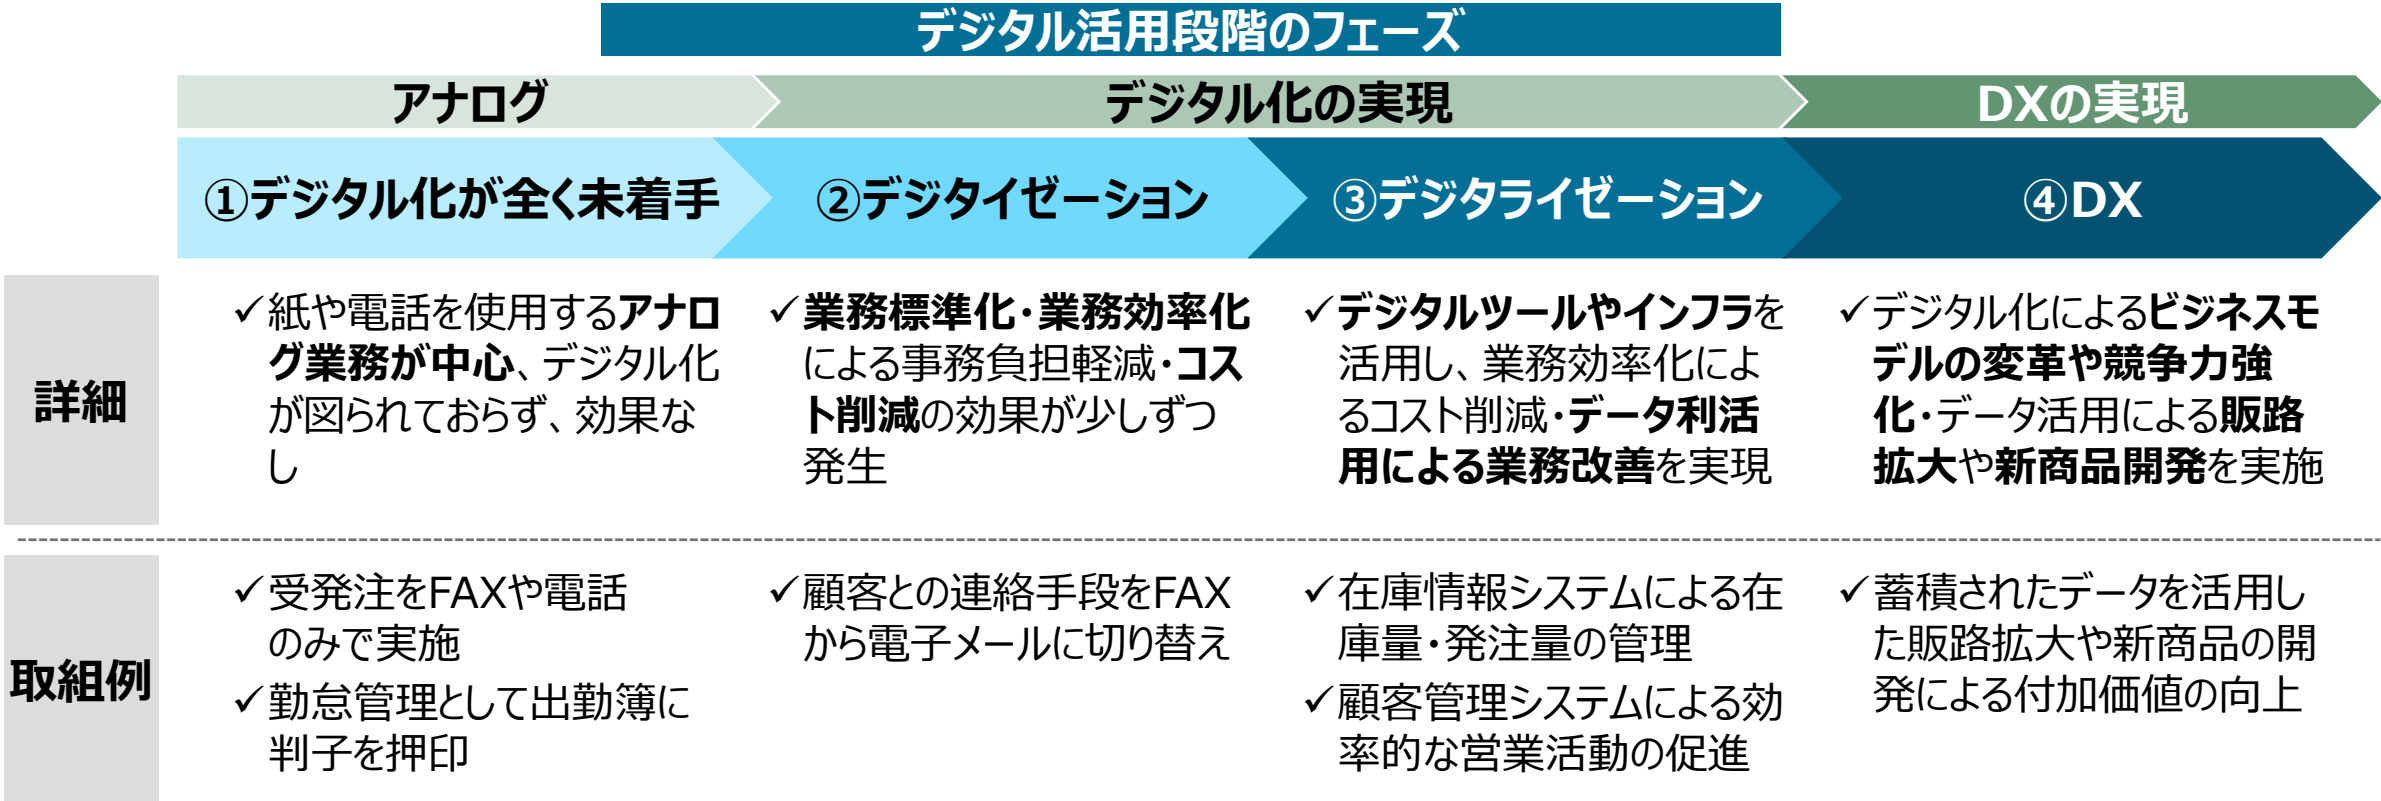 デジタル活用段階のフェーズ
アナログ
デジタル化の実現
DXの実現
①デジタル化が全く未着手
②デジタイゼーション
③デジタライゼーション
④DX
詳細
✓紙や電話を使用するアナロ
グ業務が中心、デジタル化
が図られておらず、効果な
し
✓業務標準化・業務効率化
による事務負担軽減・コス
ト削減の効果が少しずつ
発生
✓デジタルツールやインフラを
活用し、業務効率化によ
るコスト削減・データ利活
用による業務改善を実現
✓デジタル化によるビジネスモ
デルの変革や競争力強
化・データ活用による販路
拡大や新商品開発を実施
取組例
✓受発注をFAXや電話
のみで実施
✓勤怠管理として出勤簿に
判子を押印
✓顧客との連絡手段をFAX
から電子メールに切り替え
✓在庫情報システムによる在
庫量・発注量の管理
✓顧客管理システムによる効
率的な営業活動の促進
✓蓄積されたデータを活用し
た販路拡大や新商品の開
発による付加価値の向上